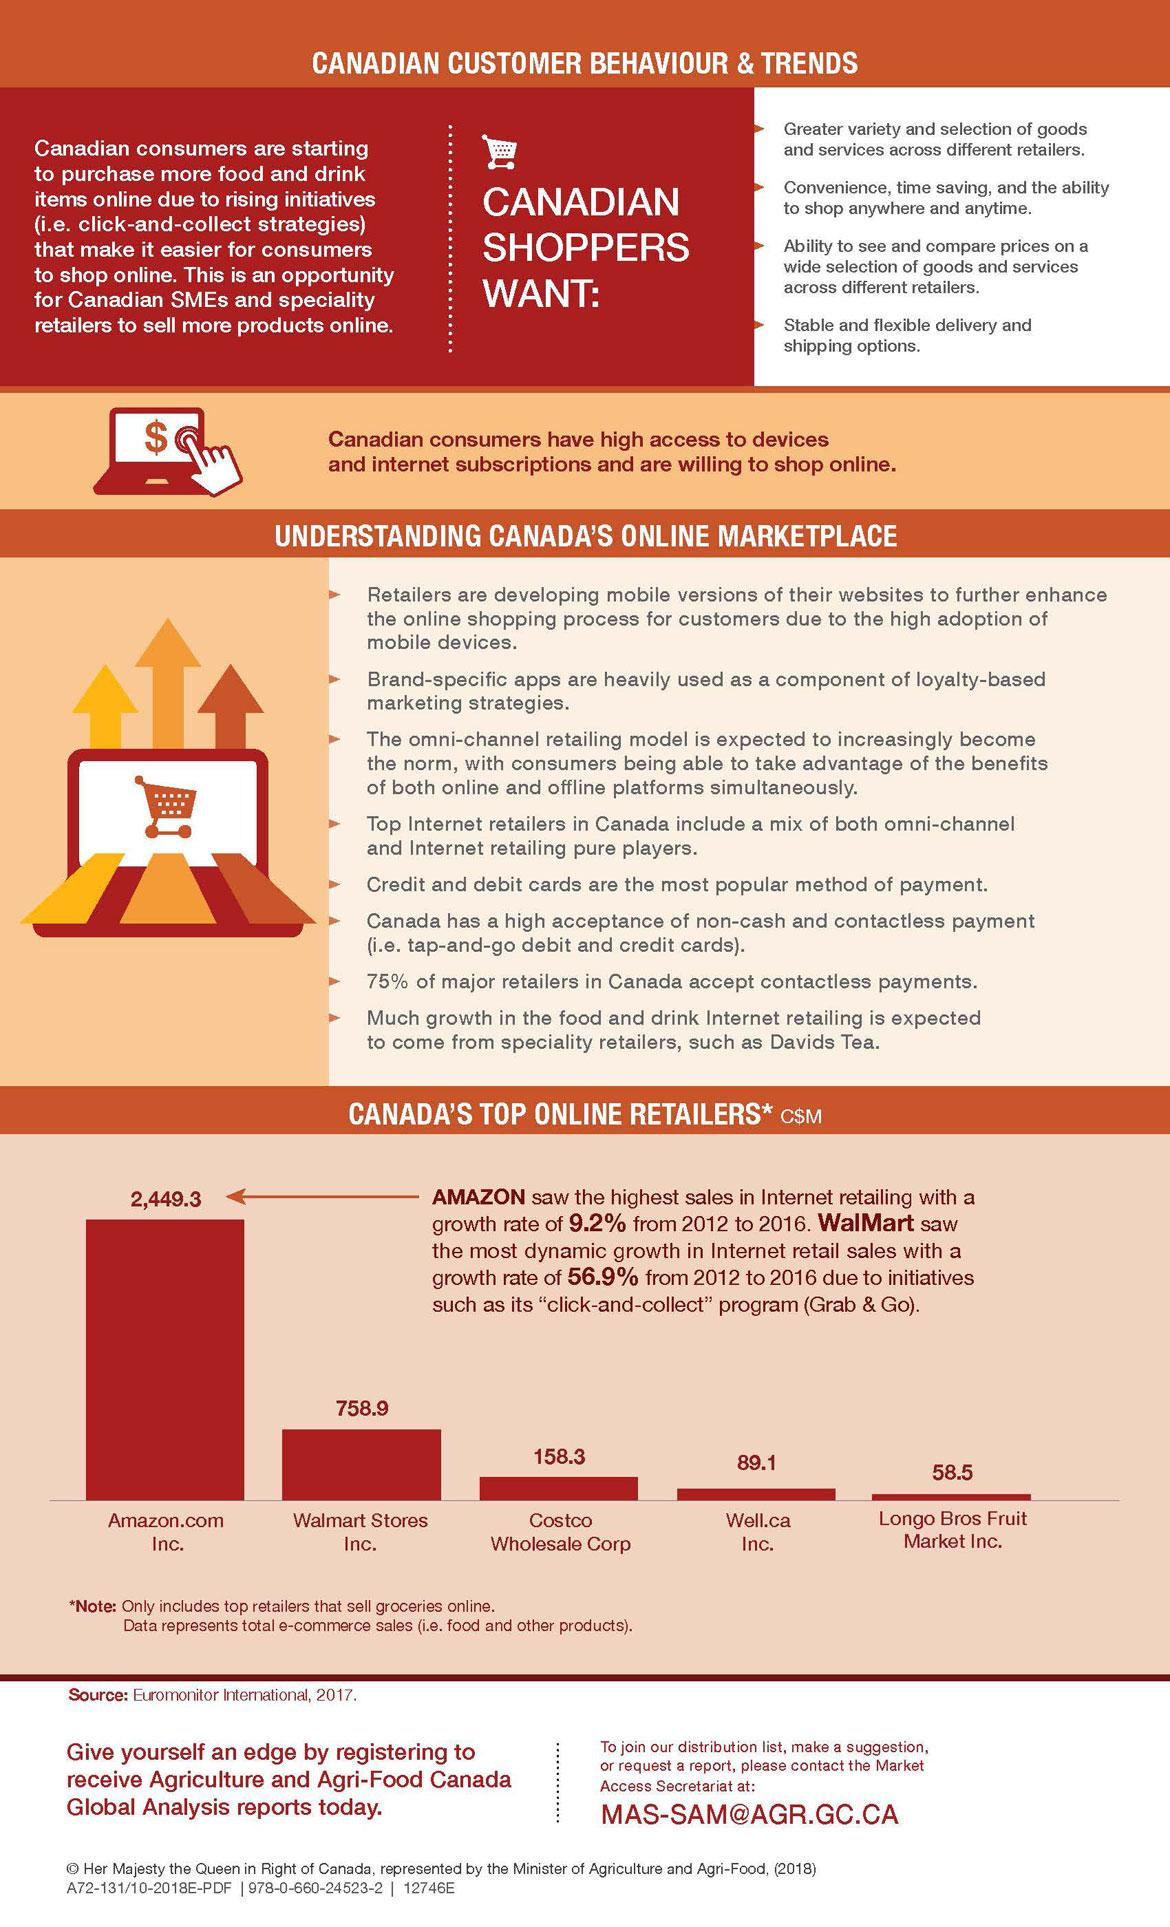 CANADIAN CUSTOMER BEHAVIOUR & TRENDS
Canadian consumers are starting
to purchase more food and drink
items online due to rising initiatives
(i.e. click-and-collect strategies)
that make it easier for consumers
to shop online. This is an opportunity
for Canadian SMEs and speciality
retailers to sell more products online.
CANADIAN
SHOPPERS
WANT:
Greater variety and selection of goods
and services across different retailers.
Convenience, time saving, and the ability
to shop anywhere and anytime.
Ability to see and compare prices on a
wide selection of goods and services
across different retailers.
Stable and flexible delivery and
shipping options.
$
Canadian consumers have high access to devices
and internet subscriptions and are willing to shop online.
UNDERSTANDING CANADA'S ONLINE MARKETPLACE
Retailers are developing mobile versions of their websites to further enhance
the online shopping process for customers due to the high adoption of
mobile devices.
Brand-specific apps are heavily used as a component of loyalty-based
marketing strategies.
The omni-channel retailing model is expected to increasingly become
the norm, with consumers being able to take advantage of the benefits
of both online and offline platforms simultaneously.
Top Internet retailers in Canada include a mix of both omni-channel
and Internet retailing pure players.
Credit and debit cards are the most popular method of payment.
Canada has a high acceptance of non-cash and contactless payment
(i.e. tap-and-go debit and credit cards).
75% of major retailers in Canada accept contactless payments.
Much growth in the food and drink Internet retailing is expected
to come from speciality retailers, such as Davids Tea.
CANADA'S TOP ONLINE RETAILERS* C$M
AMAZON saw the highest sales in Internet retailing with a
growth rate of 9.2% from 2012 to 2016. WalMart saw
the most dynamic growth in Internet retail sales with a
growth rate of 56.9% from 2012 to 2016 due to initiatives
such as its “click-and-collect” program (Grab & Go).
2,449.3
758.9
158.3
89.1
58.5
Amazon.com
Inc.
Walmart Stores
Inc.
Costco
Wholesale Corp
Well.ca
Inc.
Longo Bros Fruit
Market Inc.
*Note: Only includes top retailers that sell groceries online.
Data represents total e-commerce sales (i.e. food and other products).
Source: Euromonitor International, 2017.
Give yourself an edge by registering to
receive Agriculture and Agri-Food Canada
Global Analysis reports today.
To join our distribution list, make a suggestion,
or request a report, please contact the Market
Access Secretariat at:
MAS-SAM@AGR.GC.CA
© Her Majesty the Queen in Right of Canada, represented by the Minister of Agriculture and Agri-Food, (2018)
A72-131/10-2018E-PDF | 978-0-660-24523-2 | 12746E